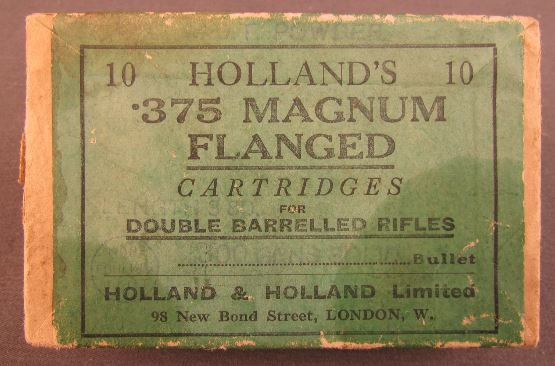 POWDER
10 HOLLAND'S 10
·375 MAGNUM
FLANGED
CARTRIDGES
FOR
DOUBLE BARRELLED RIFLES
Bullet
HOLLAND & HOLLAND Limited
98 New Bond Street, LONDON, W.